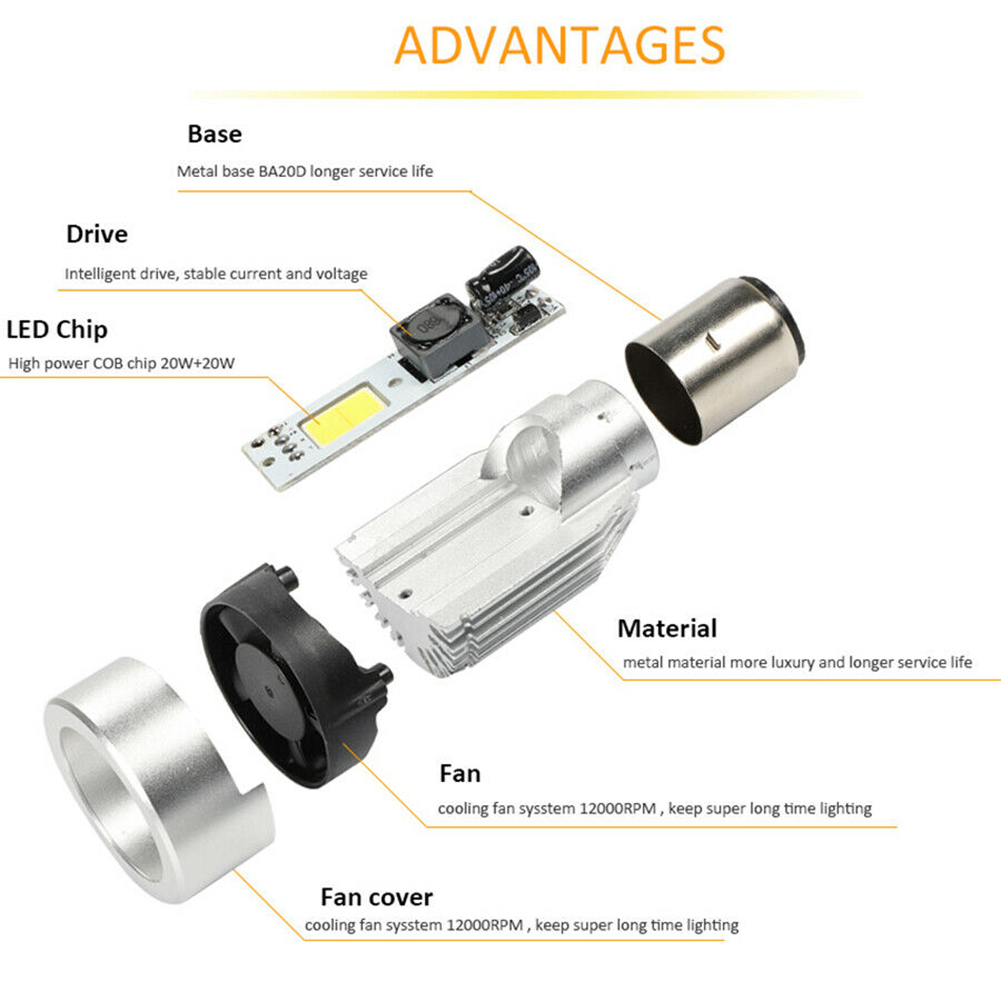 ADVANTAGES
Base
Metal base BA20D longer service life
Drive
Intelligent drive, stable current and voltage
LED Chip
High power COB chip 20W+20W
680
Material
metal material more luxury and longer service life
Fan
cooling fan sysstem 12000RPM , keep super long time lighting
Fan cover
cooling fan sysstem 12000RPM , keep super long time lighting